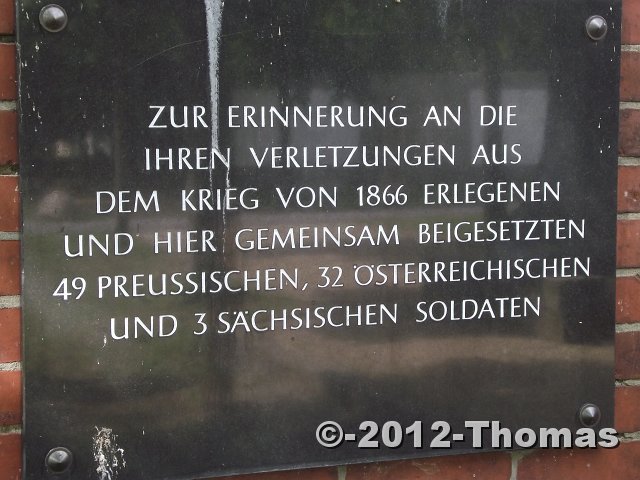 ZUR ERINNERUNG AN DIE
IHREN VERLETZUNGEN AUS
DEM KRIEG VON 1866 ERLEGENEN
UND HIER GEMEINSAM BEIGESETZTEN
49 PREUSSISCHEN, 32 ÖSTERREICHISCHEN
UND 3 SÄCHSISCHEN SOLDATEN
©-2012-Thomas